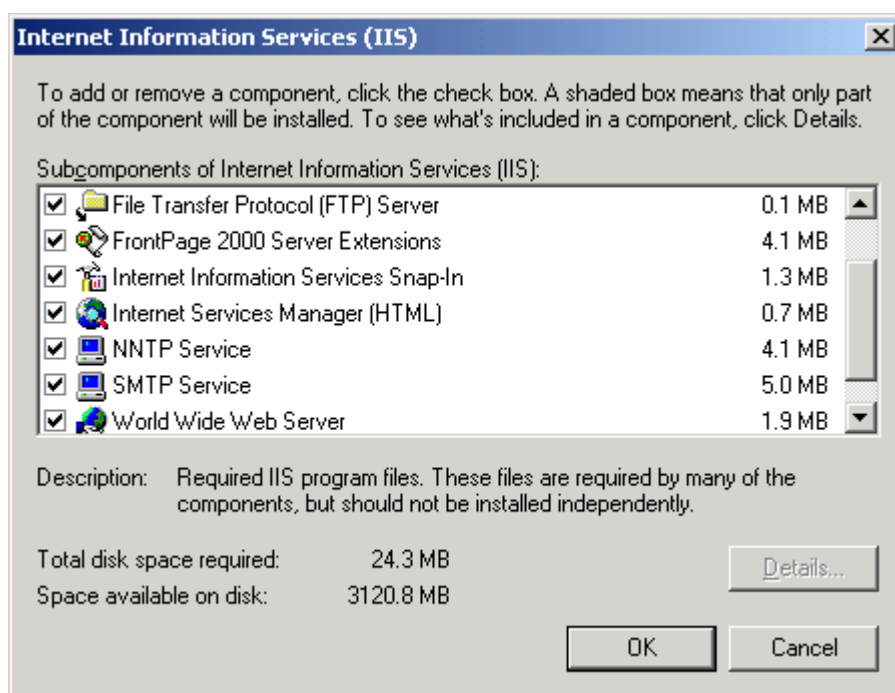 Internet Information Services (IIS)
To add or remove a component, click the check box. A shaded box means that only part
of the component will be installed. To see what's included in a component, click Details.
Subcomponents of Internet Information Services (IIS):
File Transfer Protocol (FTP) Server 0.1 MB
FrontPage 2000 Server Extensions 4.1 MB
Internet Information Services Snap-In 1.3 MB
Internet Services Manager (HTML) 0.7 MB
NNTP Service 4.1 MB
SMTP Service 5.0 MB
World Wide Web Server 1.9 MB
Description: Required IIS program files. These files are required by many of the
components, but should not be installed independently.
Total disk space required: 24.3 MB
Details...
Space available on disk: 3120.8 MB
OK Cancel